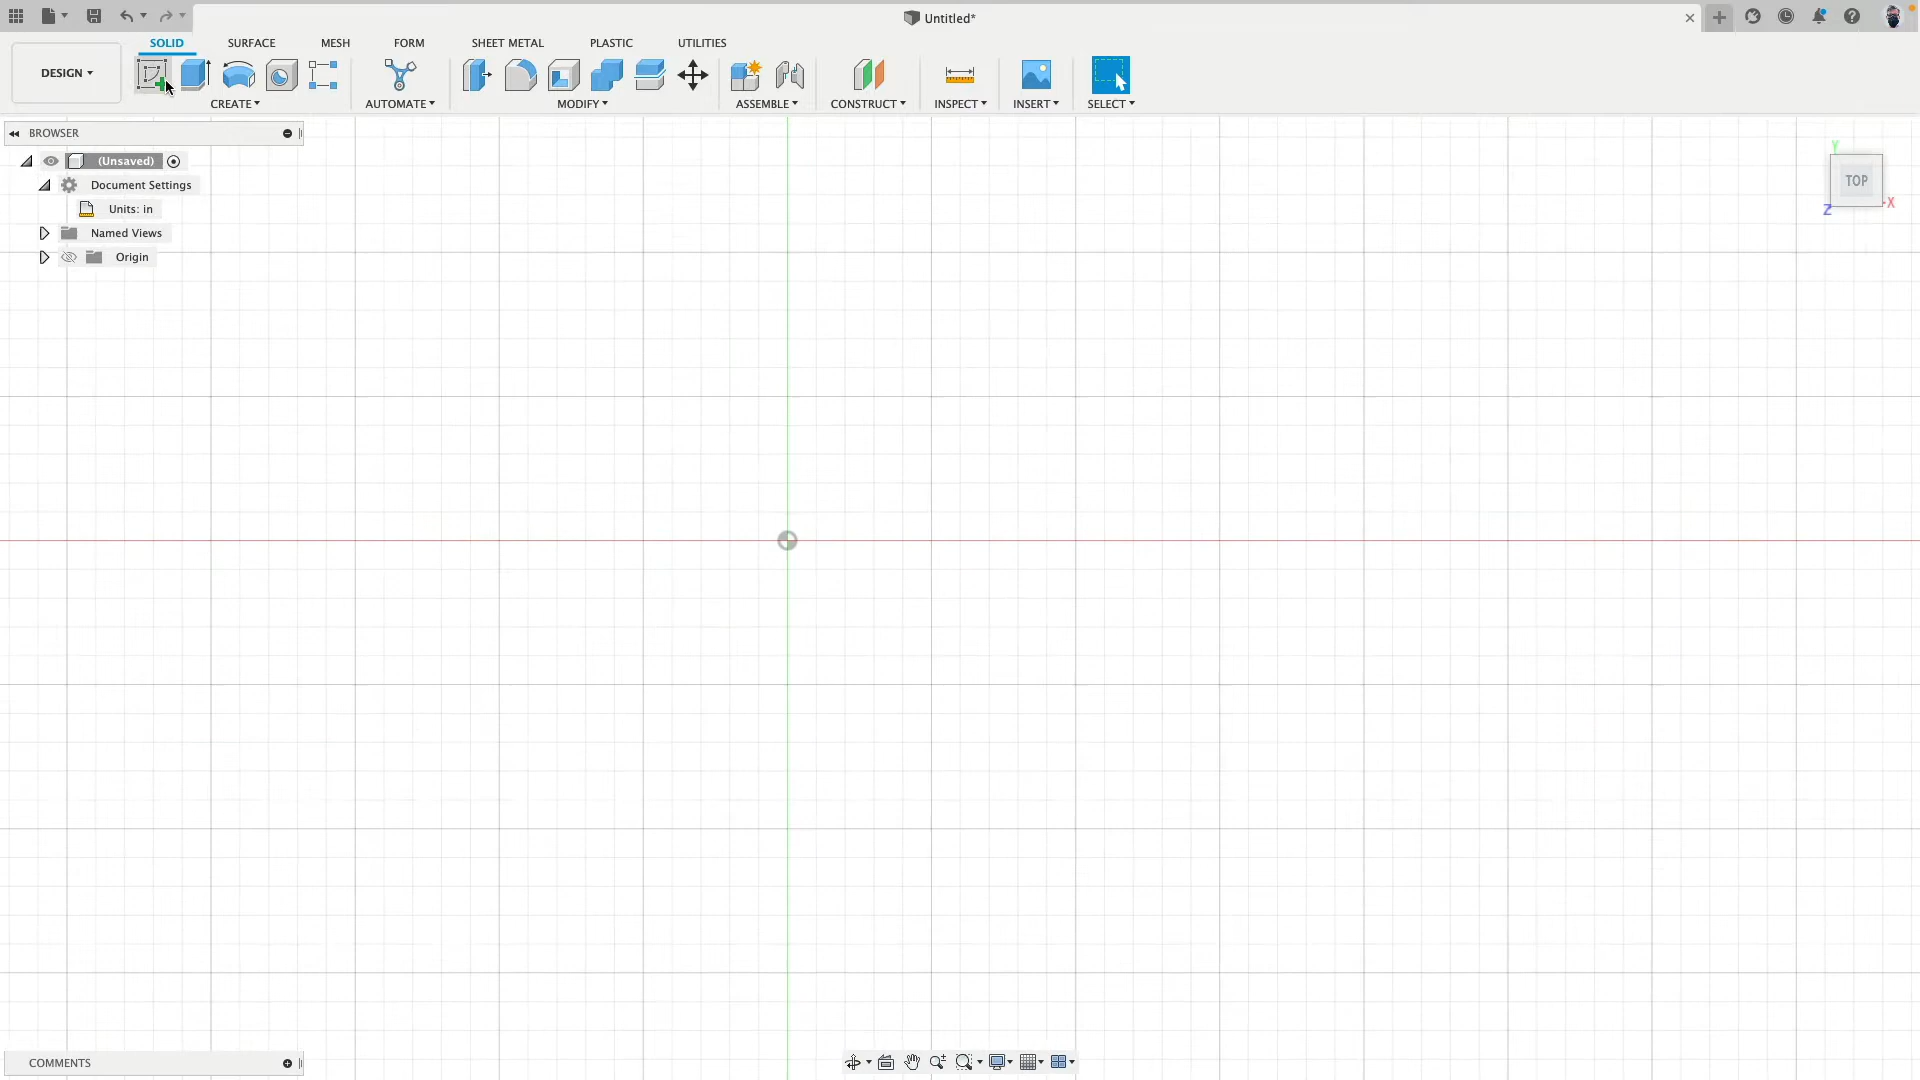 Untitled*
SOLID SURFACE MESH FORM SHEET METAL PLASTIC UTILITIES
DESIGN
CREATE AUTOMATE MODIFY ASSEMBLE CONSTRUCT INSPECT INSERT SELECT
BROWSER
(Unsaved)
Document Settings
Units: in
Named Views
Origin
Y
TOP
X
Z
COMMENTS